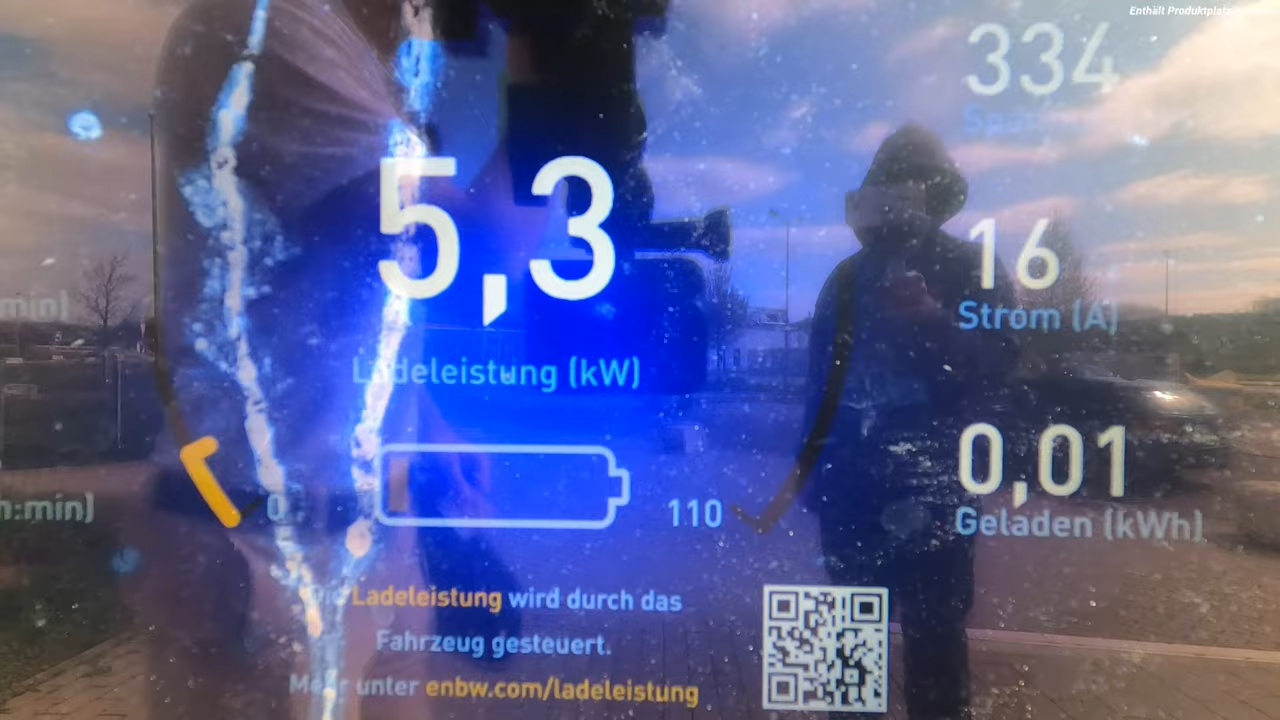 Enthält
334
5,3
16
min)
Strom (A)
Ladeleistung (kW)
0,01
0
110
h:min)
Geladen (kWh)
Die Ladeleistung wird durch das
Fahrzeug gesteuert.
Mehr unter enbw.com/ladeleistung